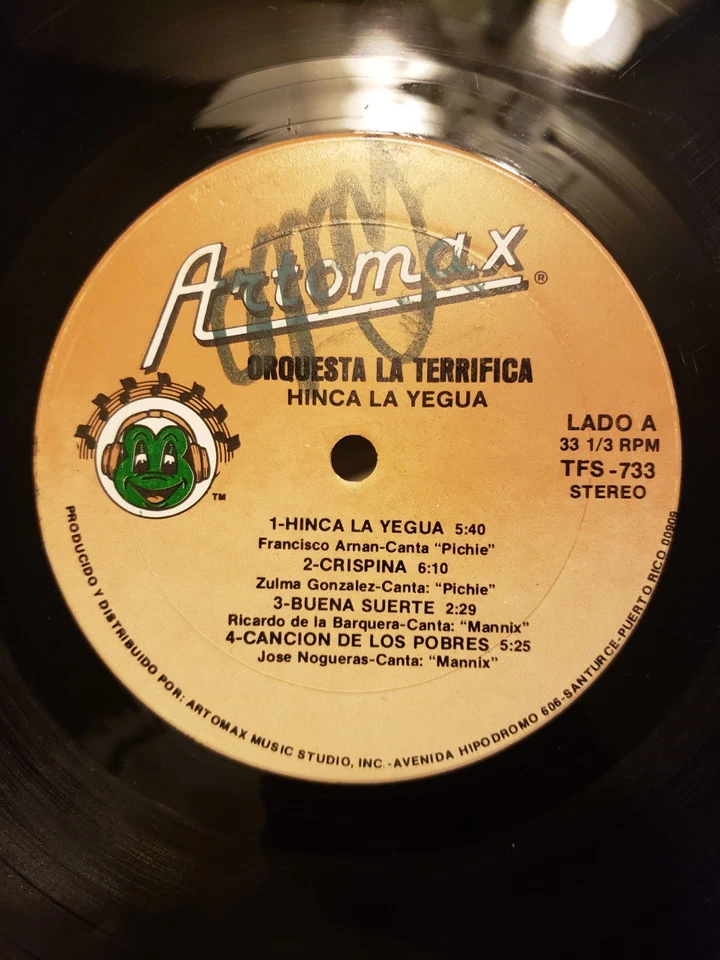 Artomax ®
ORQUESTA LA TERRIFICA
HINCA LA YEGUA
LADO A
33 1/3 RPM
TFS-733
STEREO
TM
1-HINCA LA YEGUA 5:40
Francisco Arnan-Canta "Pichie"
2-CRISPINA 6:10
Zulma Gonzalez-Canta: "Pichie"
3-BUENA SUERTE 2:29
Ricardo de la Barquera-Canta: "Mannix"
4-CANCION DE LOS POBRES 5:25
Jose Nogueras-Canta: "Mannix"
PRODUCIDO Y DISTRIBUIDO POR: ARTOMAX MUSIC STUDIO, INC.-AVENIDA HIPODROMO 606-SANTURCE-PUERTO RICO 00909